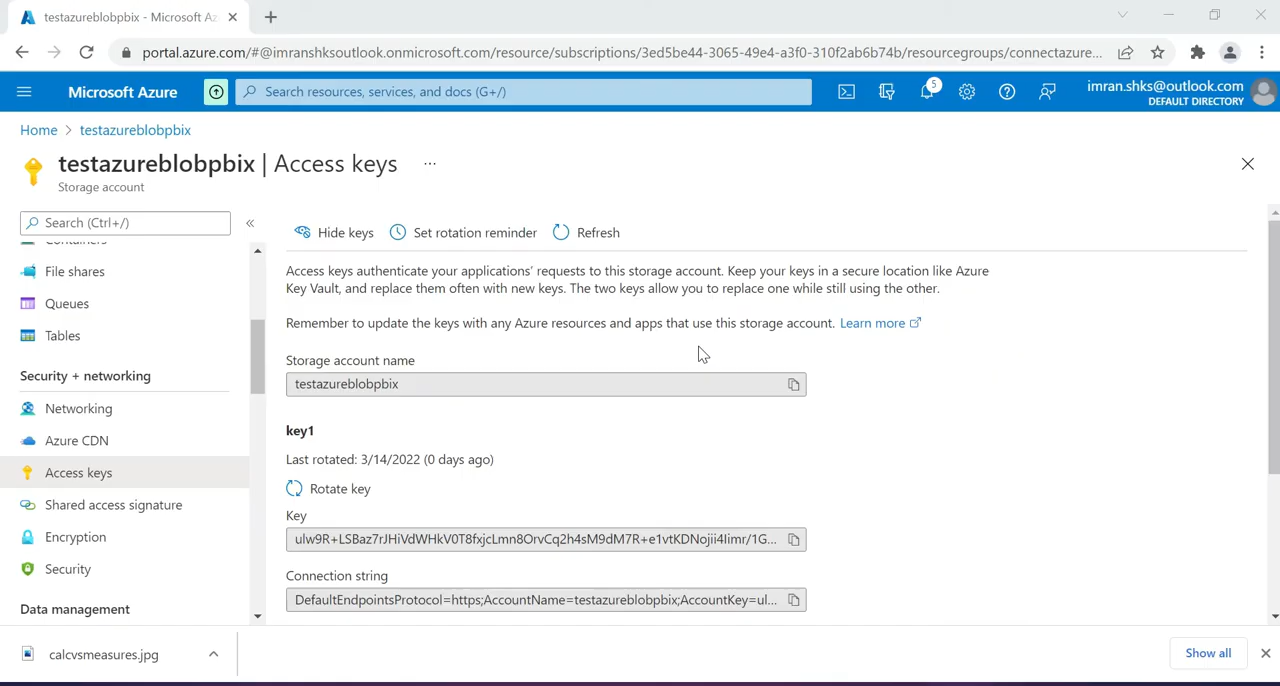 testazureblobpbix - Microsoft Az
portal.azure.com/#@imranshksoutlook.onmicrosoft.com/resource/subscriptions/3ed5be44-3065-49e4-a3f0-310f2ab6b74b/resourcegroups/connectazure...
Microsoft Azure
Search resources, services, and docs (G+/)
5
imran.shks@outlook.com
DEFAULT DIRECTORY
Home > testazureblobpbix
testazureblobpbix | Access keys ...
Storage account
Search (Ctrl+/)
«
Containers
File shares
Queues
Tables
Security + networking
Networking
Azure CDN
Access keys
Shared access signature
Encryption
Security
Data management
Hide keys
Set rotation reminder
Refresh
Access keys authenticate your applications' requests to this storage account. Keep your keys in a secure location like Azure
Key Vault, and replace them often with new keys. The two keys allow you to replace one while still using the other.
Remember to update the keys with any Azure resources and apps that use this storage account. Learn more
Storage account name
testazureblobpbix
key1
Last rotated: 3/14/2022 (0 days ago)
Rotate key
Key
ulw9R+LSBaz7rJHiVdWHkV0T8fxjcLmn8OrvCq2h4sM9dM7R+e1vtKDNojii4Iimr/1G...
Connection string
DefaultEndpointsProtocol=https;AccountName=testazureblobpbix;AccountKey=ul...
calcvsmeasures.jpg
Show all